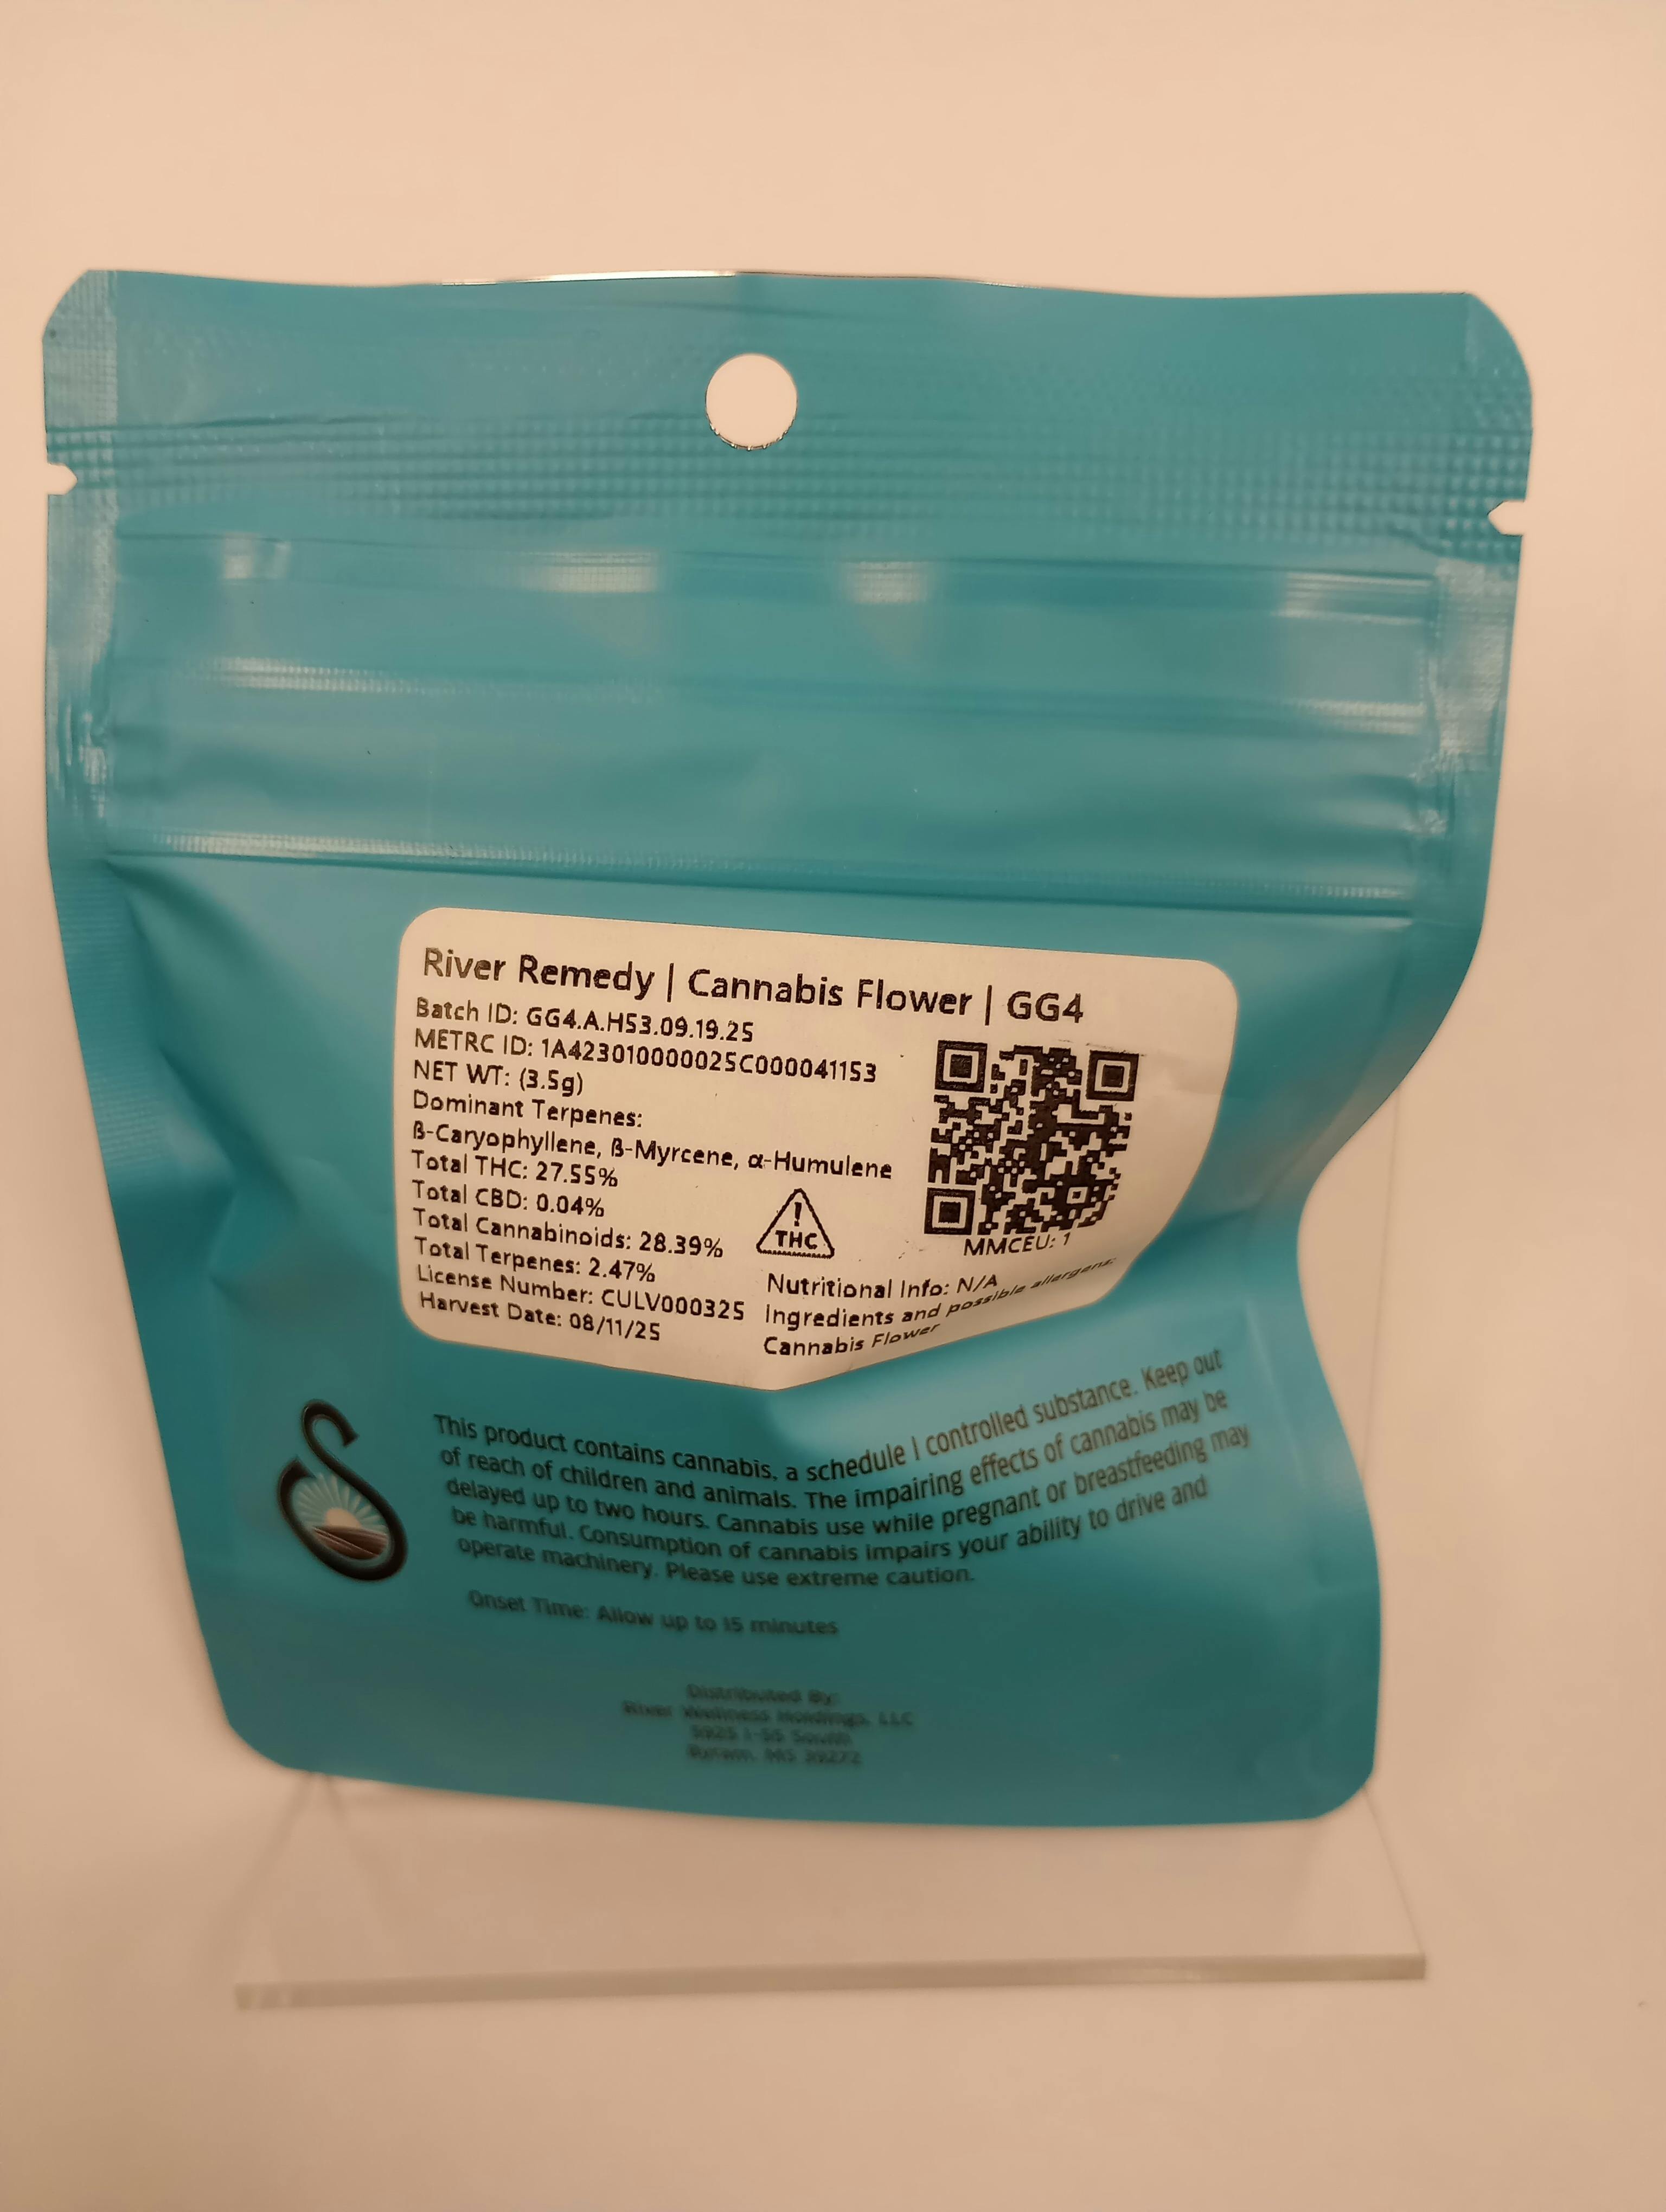 River Remedy | Cannabis Flower | GG4
Batch ID: GG4.A.H53.09.19.25
METRC ID: 1A423010000025C000041153
NET WT: (3.5g)
Dominant Terpenes:
ß-Caryophyllene, ß-Myrcene, α-Humulene
Total THC: 27.55%
Total CBD: 0.04%
Total Cannabinoids: 28.39%
Total Terpenes: 2.47%
License Number: CULV000325
Harvest Date: 08/11/25
!
THC
MMCEU: 1
Nutritional Info: N/A
Ingredients and possible allergens:
Cannabis Flower
This product contains cannabis, a schedule I controlled substance. Keep out
of reach of children and animals. The impairing effects of cannabis may be
delayed up to two hours. Cannabis use while pregnant or breastfeeding may
be harmful. Consumption of cannabis impairs your ability to drive and
operate machinery. Please use extreme caution.
Onset Time: Allow up to 15 minutes
Distributed By:
River Wellness Holdings, LLC
5925 I-55 South
Byram, MS 39272